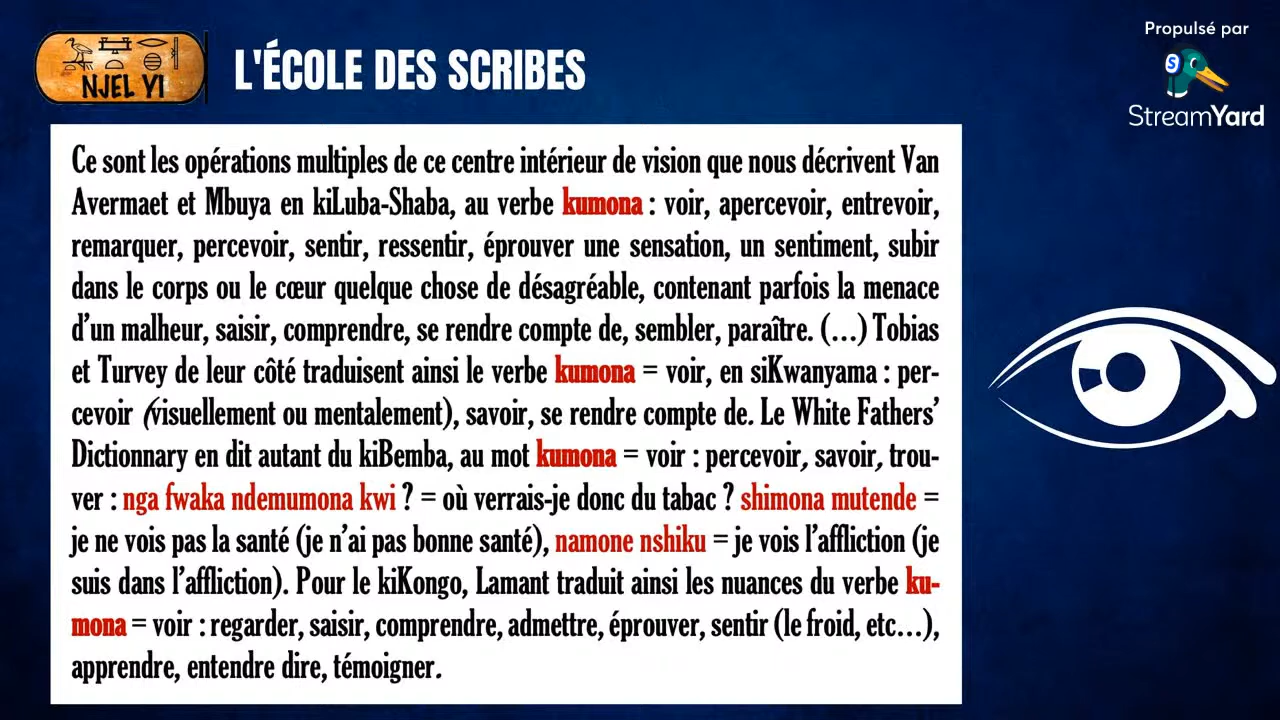 NJEL YI
L'ÉCOLE DES SCRIBES
Propulsé par
StreamYard
Ce sont les opérations multiples de ce centre intérieur de vision que nous décrivent Van
Avermaet et Mbuya en kiLuba-Shaba, au verbe kumona : voir, apercevoir, entrevoir,
remarquer, percevoir, sentir, ressentir, éprouver une sensation, un sentiment, subir
dans le corps ou le cœur quelque chose de désagréable, contenant parfois la menace
d'un malheur, saisir, comprendre, se rendre compte de, sembler, paraître. (…) Tobias
et Turvey de leur côté traduisent ainsi le verbe kumona = voir, en siKwanyama : per-
cevoir (visuellement ou mentalement), savoir, se rendre compte de. Le White Fathers'
Dictionnary en dit autant du kiBemba, au mot kumona = voir : percevoir, savoir, trou-
ver : nga fwaka ndemumona kwi ? = où verrais-je donc du tabac ? shimona mutende =
je ne vois pas la santé (je n'ai pas bonne santé), namone nshiku = je vois l'affliction (je
suis dans l'affliction). Pour le kiKongo, Lamant traduit ainsi les nuances du verbe ku-
mona = voir : regarder, saisir, comprendre, admettre, éprouver, sentir (le froid, etc…),
apprendre, entendre dire, témoigner.